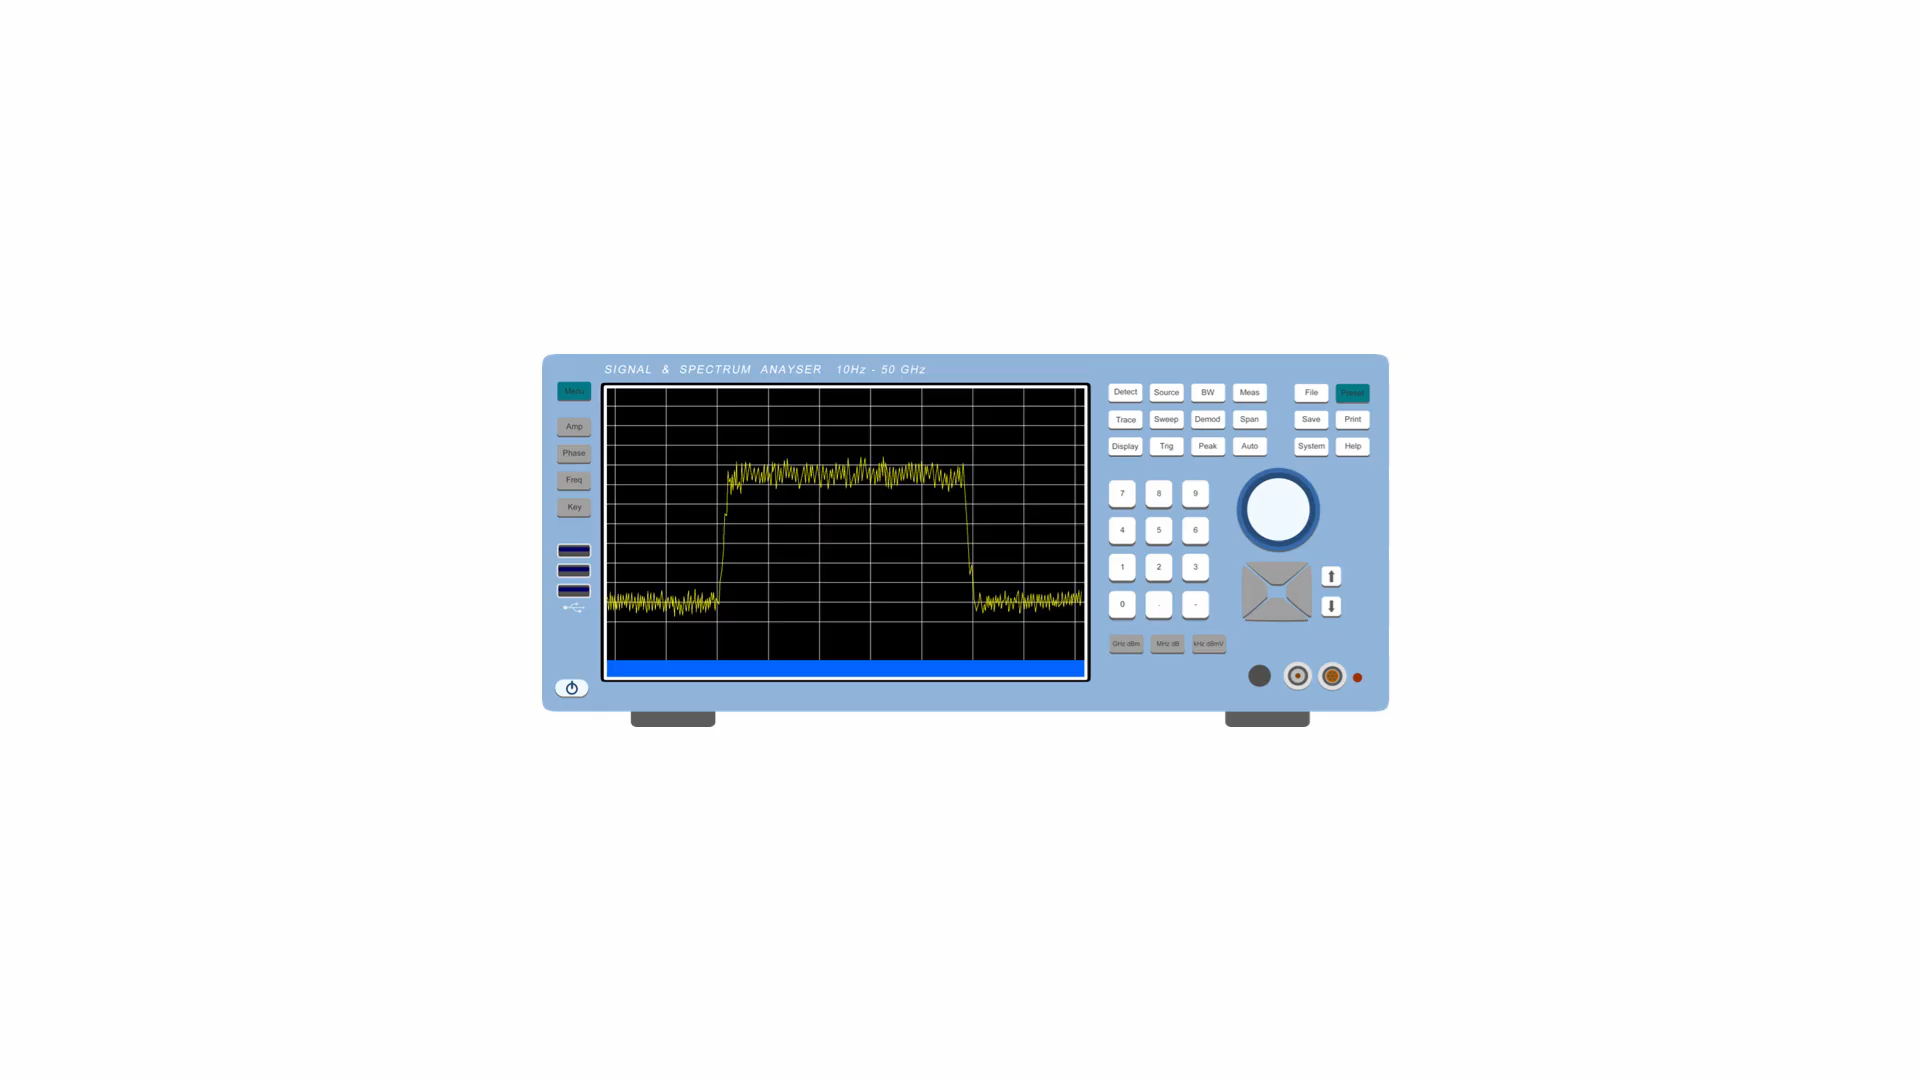 SIGNAL & SPECTRUM ANAYSER 10Hz - 50 GHz
Menu
Amp
Phase
Freq
Key
Detect Source BW Meas File Preset
Trace Sweep Demod Span Save Print
Display Trig Peak Auto System Help
7 8 9
4 5 6
1 2 3
0 . -
GHz dBm MHz dB kHz dBmV